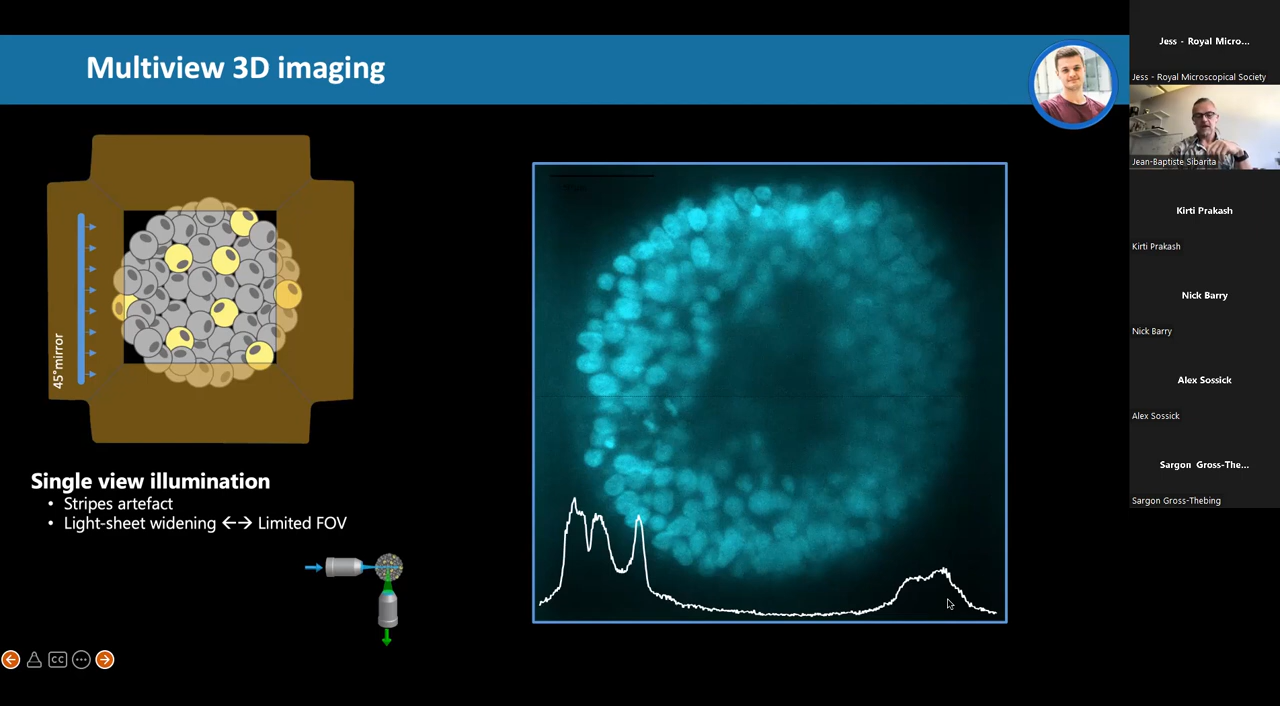 Multiview 3D imaging
45°mirror
Single view illumination
• Stripes artefact
• Light-sheet widening ←→ Limited FOV
CC
Jess - Royal Micro...
Jess - Royal Microscopical Society
Jean-Baptiste Sibarita
Kirti Prakash
Kirti Prakash
Nick Barry
Nick Barry
Alex Sossick
Alex Sossick
Sargon Gross-The...
Sargon Gross-Thebing